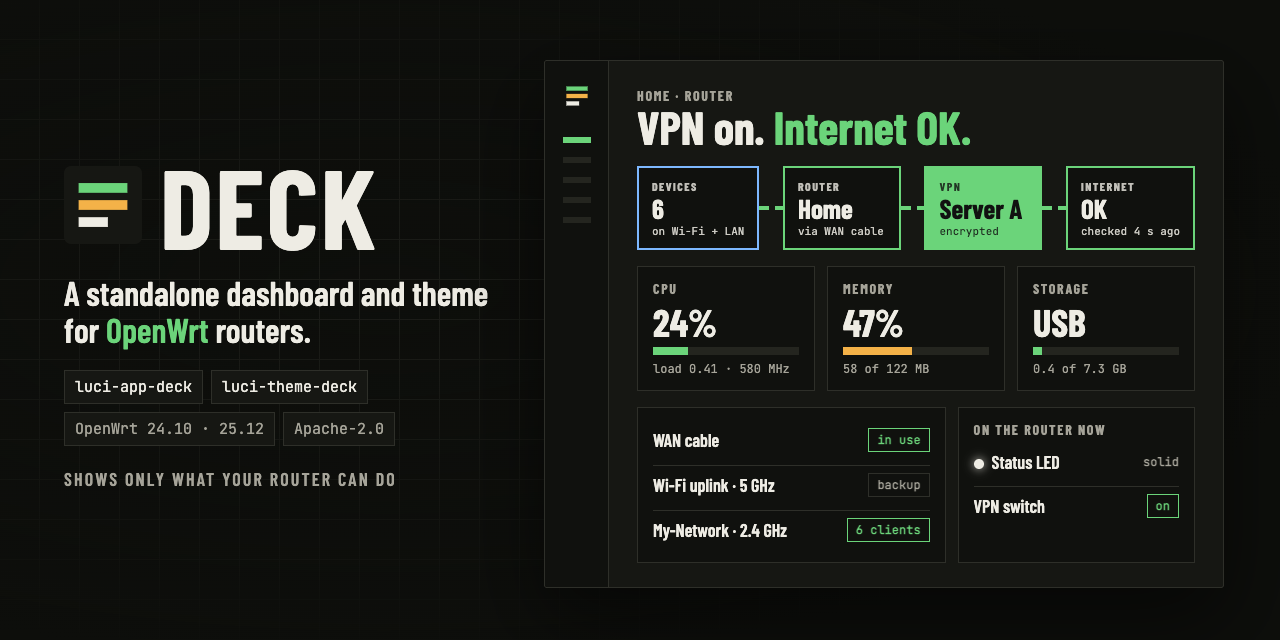 DECK
A standalone dashboard and theme
for OpenWrt routers.
luci-app-deck
luci-theme-deck
OpenWrt 24.10 · 25.12
Apache-2.0
SHOWS ONLY WHAT YOUR ROUTER CAN DO
HOME · ROUTER
VPN on. Internet OK.
DEVICES
6
on Wi-Fi + LAN
ROUTER
Home
via WAN cable
VPN
Server A
encrypted
INTERNET
OK
checked 4 s ago
CPU
24%
load 0.41 · 580 MHz
MEMORY
47%
58 of 122 MB
STORAGE
USB
0.4 of 7.3 GB
WAN cable
in use
Wi-Fi uplink · 5 GHz
backup
My-Network · 2.4 GHz
6 clients
ON THE ROUTER NOW
Status LED
solid
VPN switch
on